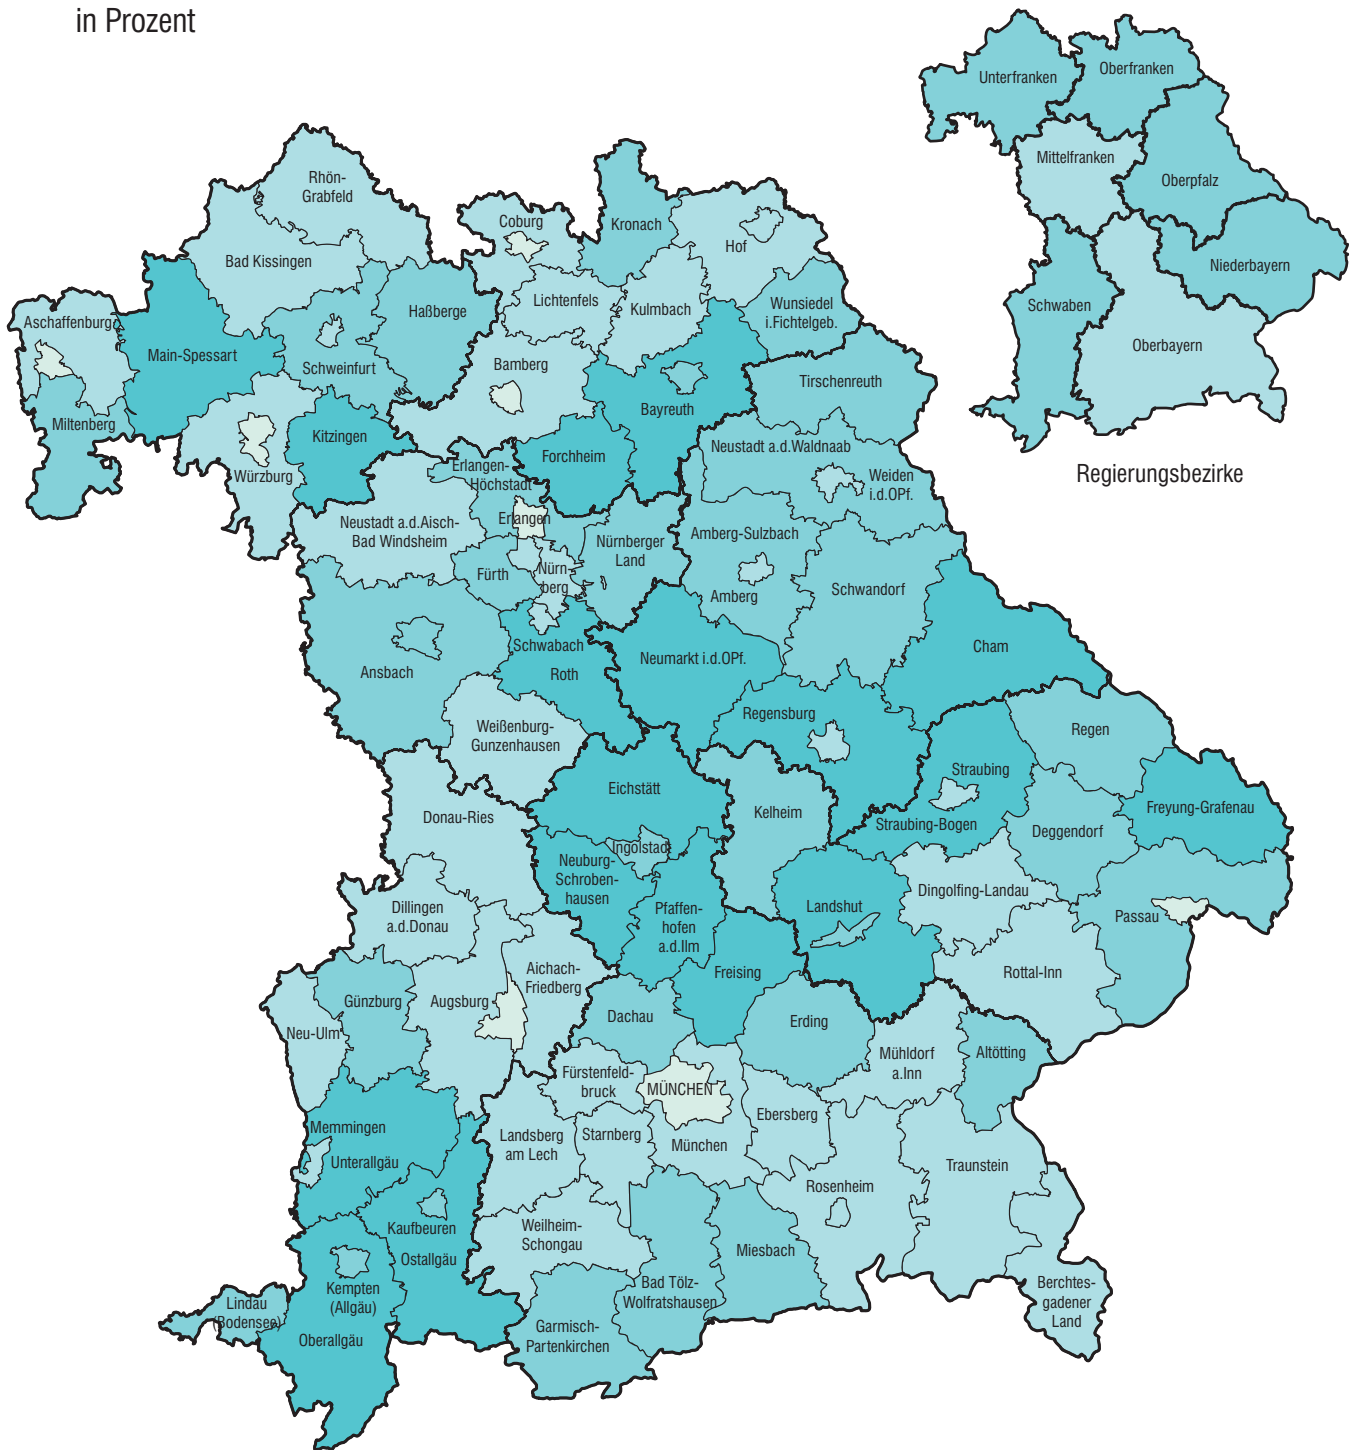 in Prozent
Unterfranken
Oberfranken
Mittelfranken
Oberpfalz
Niederbayern
Schwaben
Oberbayern
Regierungsbezirke
Rhön-
Grabfeld
Coburg
Kronach
Hof
Bad Kissingen
Lichtenfels
Kulmbach
Wunsiedel
i.Fichtelgeb.
Haßberge
Aschaffenburg
Main-Spessart
Schweinfurt
Bamberg
Tirschenreuth
Bayreuth
Miltenberg
Kitzingen
Würzburg
Forchheim
Erlangen-
Höchstadt
Neustadt a.d.Waldnaab
Weiden
i.d.OPf.
Neustadt a.d.Aisch-
Bad Windsheim
Erlangen
Nürnberger
Land
Amberg-Sulzbach
Fürth
Nürn-
berg
Amberg
Schwandorf
Ansbach
Schwabach
Roth
Neumarkt i.d.OPf.
Cham
Weißenburg-
Gunzenhausen
Regensburg
Regen
Eichstätt
Straubing
Donau-Ries
Kelheim
Straubing-Bogen
Deggendorf
Freyung-Grafenau
Ingolstadt
Neuburg-
Schroben-
hausen
Dillingen
a.d.Donau
Pfaffen-
hofen
a.d.Ilm
Landshut
Dingolfing-Landau
Passau
Aichach-
Friedberg
Freising
Rottal-Inn
Günzburg
Augsburg
Dachau
Erding
Neu-Ulm
Mühldorf
a.Inn
Altötting
Fürstenfeld-
bruck
MÜNCHEN
Ebersberg
Memmingen
Unterallgäu
Landsberg
am Lech
Starnberg
München
Traunstein
Rosenheim
Kaufbeuren
Ostallgäu
Weilheim-
Schongau
Miesbach
Kempten
(Allgäu)
Bad Tölz-
Wolfratshausen
Berchtes-
gadener
Land
Lindau
(Bodensee)
Oberallgäu
Garmisch-
Partenkirchen